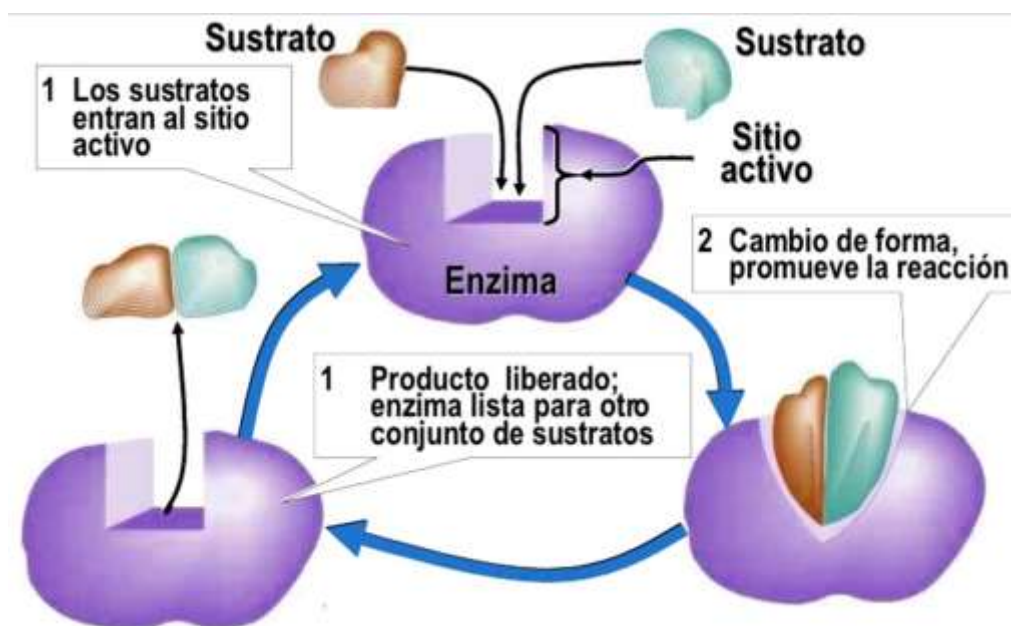 Sustrato
Sustrato
1 Los sustratos
entran al sitio
activo
Sitio
activo
2 Cambio de forma,
promueve la reacción
Enzima
1 Producto liberado;
enzima lista para otro
conjunto de sustratos